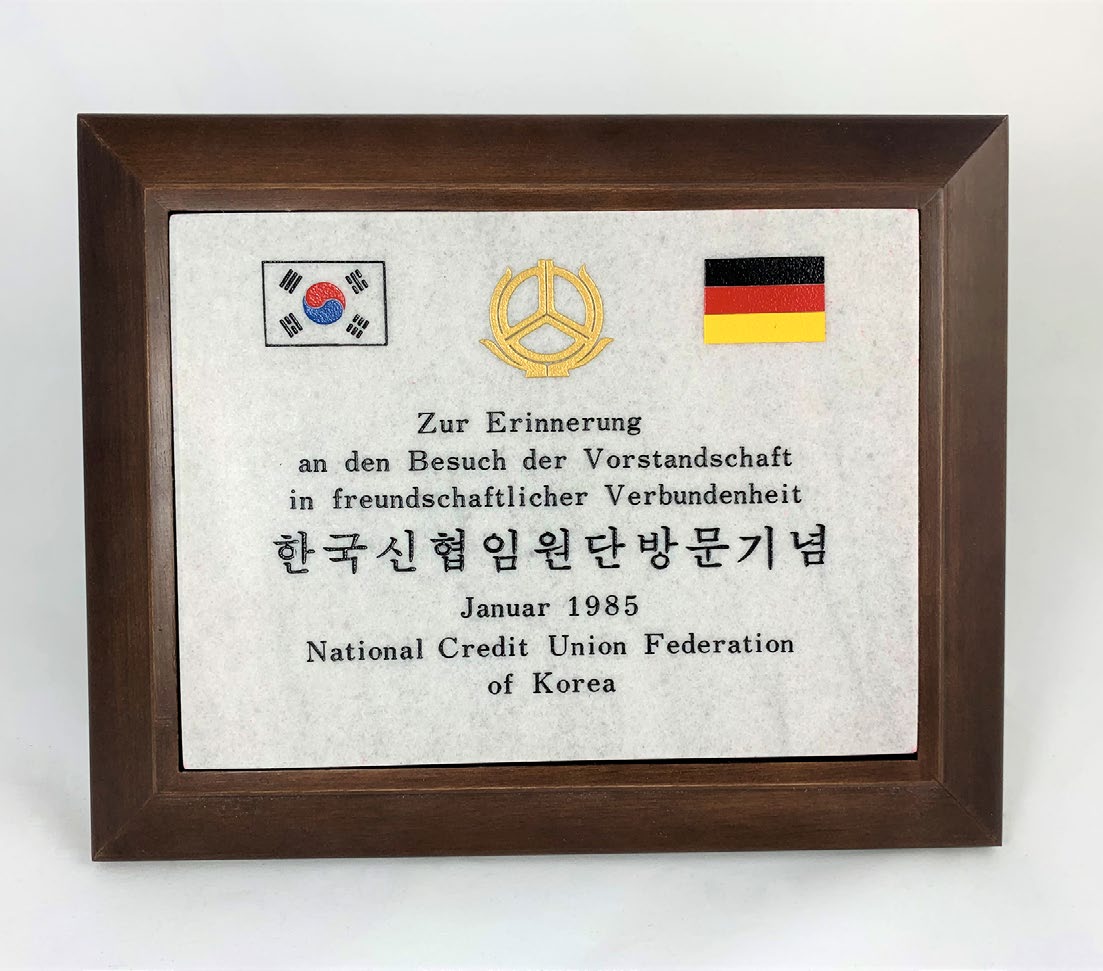 Zur Erinnerung
an den Besuch der Vorstandschaft
in freundschaftlicher Verbundenheit
한국신협임원단방문기념
Januar 1985
National Credit Union Federation
of Korea